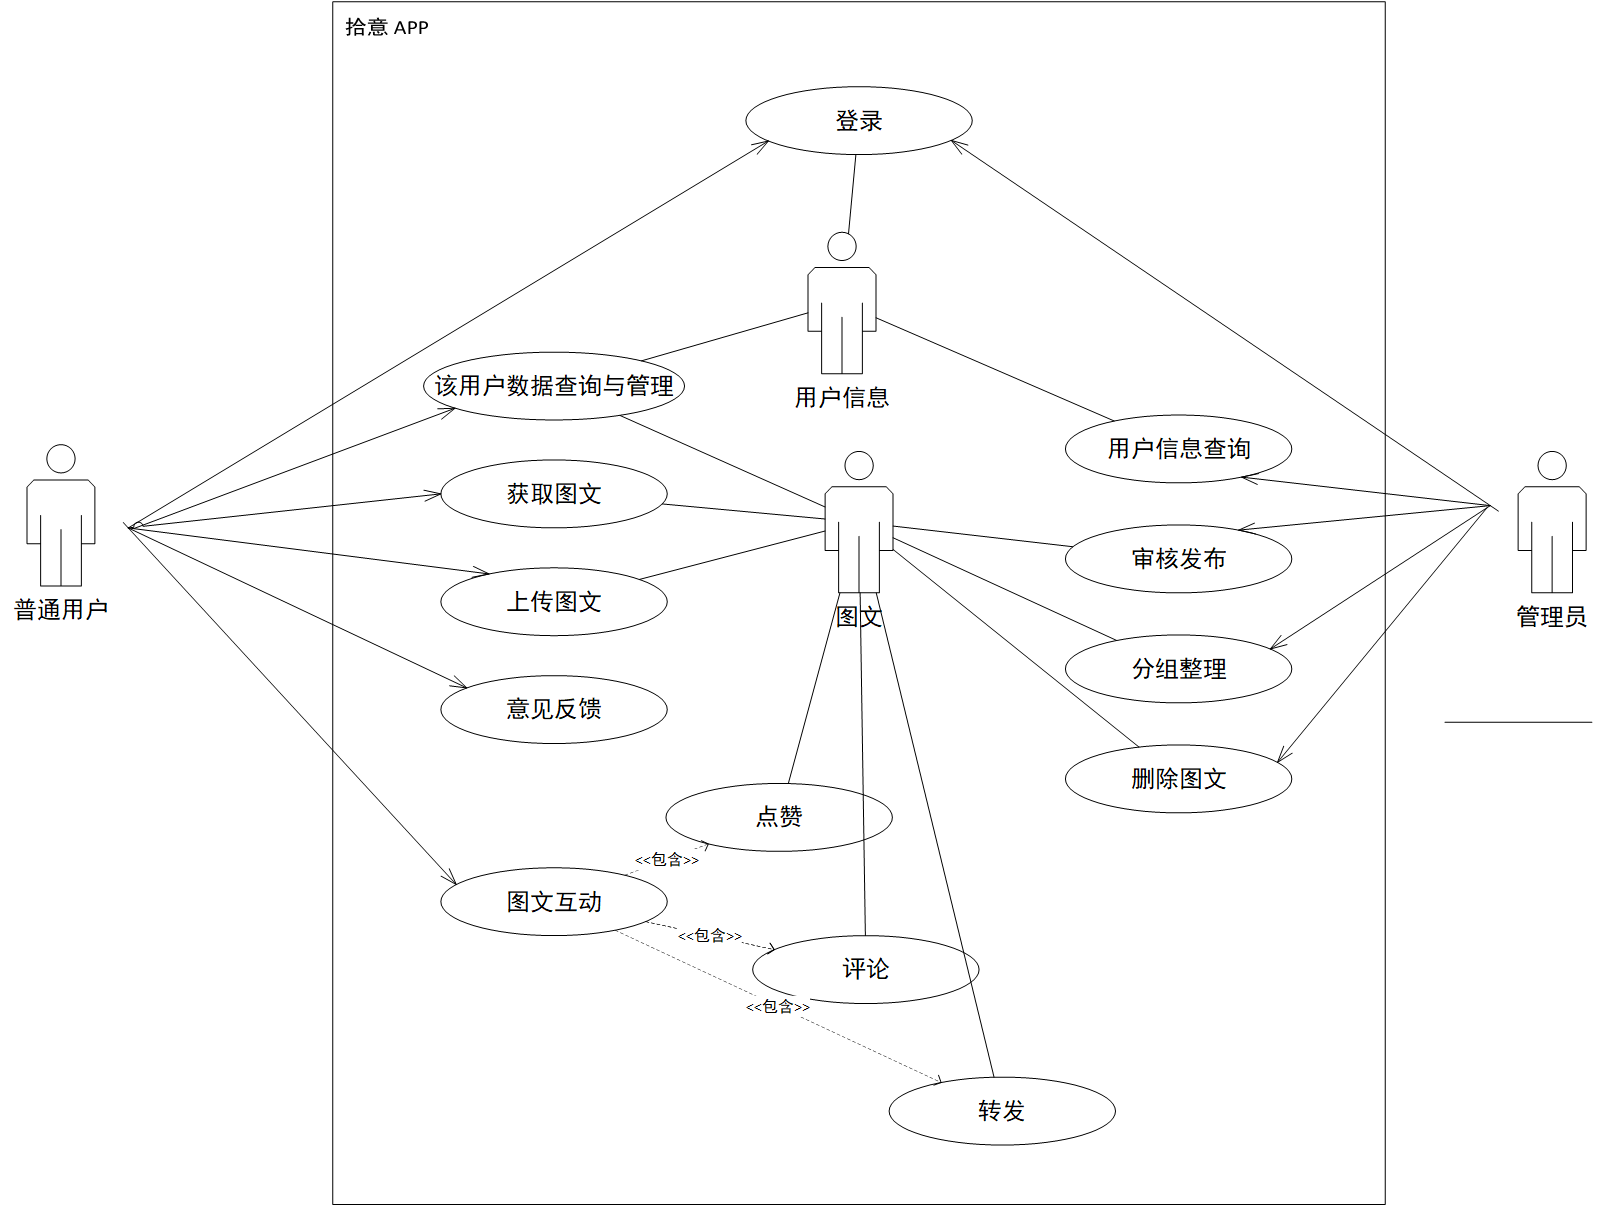 拾意 APP
登录
用户信息
该用户数据查询与管理
用户信息查询
获取图文
审核发布
上传图文
图文
普通用户
管理员
分组整理
意见反馈
删除图文
点赞
<<包含>>
图文互动
<<包含>>
评论
<<包含>>
转发